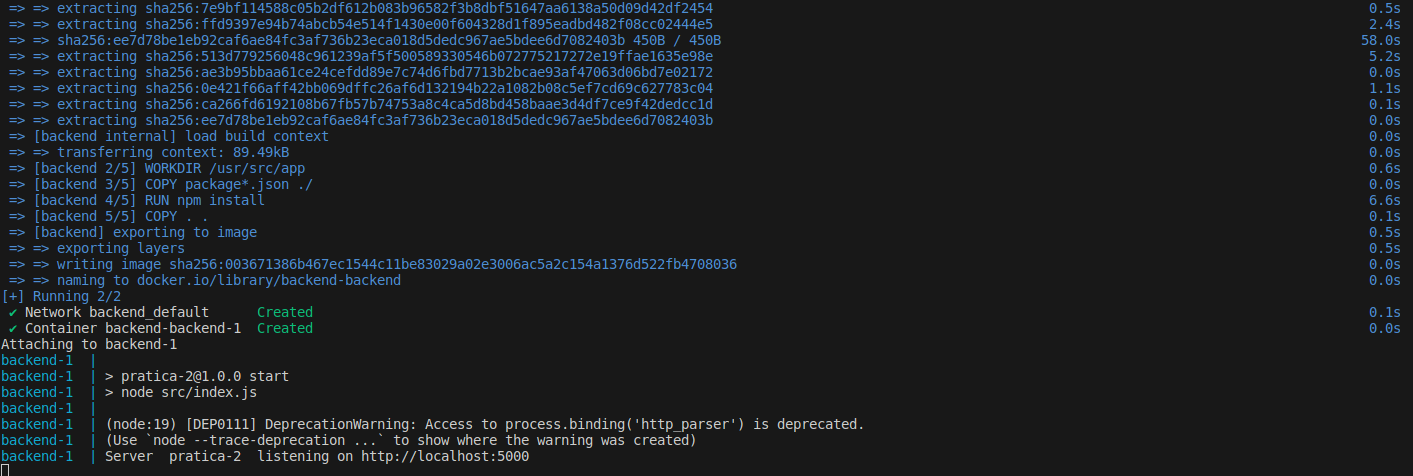 => => extracting sha256:7e9bf114588c05b2df612b083b96582f3b8dbf51647aa6138a50d09d42df2454 0.5s
=> => extracting sha256:ffd9397e94b74abcb54e514f1430e00f604328d1f895eadbd482f08cc02444e5 2.4s
=> => sha256:ee7d78be1eb92caf6ae84fc3af736b23eca018d5dedc967ae5bdee6d7082403b 450B / 450B 58.0s
=> => extracting sha256:513d779256048c961239af5f500589330546b072775217272e19ffae1635e98e 5.2s
=> => extracting sha256:ae3b95bbaa61ce24cefdd89e7c74d6fbd7713b2bcae93af47063d06bd7e02172 0.0s
=> => extracting sha256:0e421f66aff42bb069dffc26af6d132194b22a1082b08c5ef7cd69c627783c04 1.1s
=> => extracting sha256:ca266fd6192108b67fb57b74753a8c4ca5d8bd458baae3d4df7ce9f42dedcc1d 0.1s
=> => extracting sha256:ee7d78be1eb92caf6ae84fc3af736b23eca018d5dedc967ae5bdee6d7082403b 0.0s
=> [backend internal] load build context 0.0s
=> => transferring context: 89.49kB 0.0s
=> [backend 2/5] WORKDIR /usr/src/app 0.6s
=> [backend 3/5] COPY package*.json ./ 0.0s
=> [backend 4/5] RUN npm install 6.6s
=> [backend 5/5] COPY . . 0.1s
=> [backend] exporting to image 0.5s
=> => exporting layers 0.5s
=> => writing image sha256:003671386b467ec1544c11be83029a02e3006ac5a2c154a1376d522fb4708036 0.0s
=> => naming to docker.io/library/backend-backend 0.0s
[+] Running 2/2
✔ Network backend_default Created 0.1s
✔ Container backend-backend-1 Created 0.0s
Attaching to backend-1
backend-1 |
backend-1 | > pratica-2@1.0.0 start
backend-1 | > node src/index.js
backend-1 |
backend-1 | (node:19) [DEP0111] DeprecationWarning: Access to process.binding('http_parser') is deprecated.
backend-1 | (Use `node --trace-deprecation ...` to show where the warning was created)
backend-1 | Server pratica-2 listening on http://localhost:5000